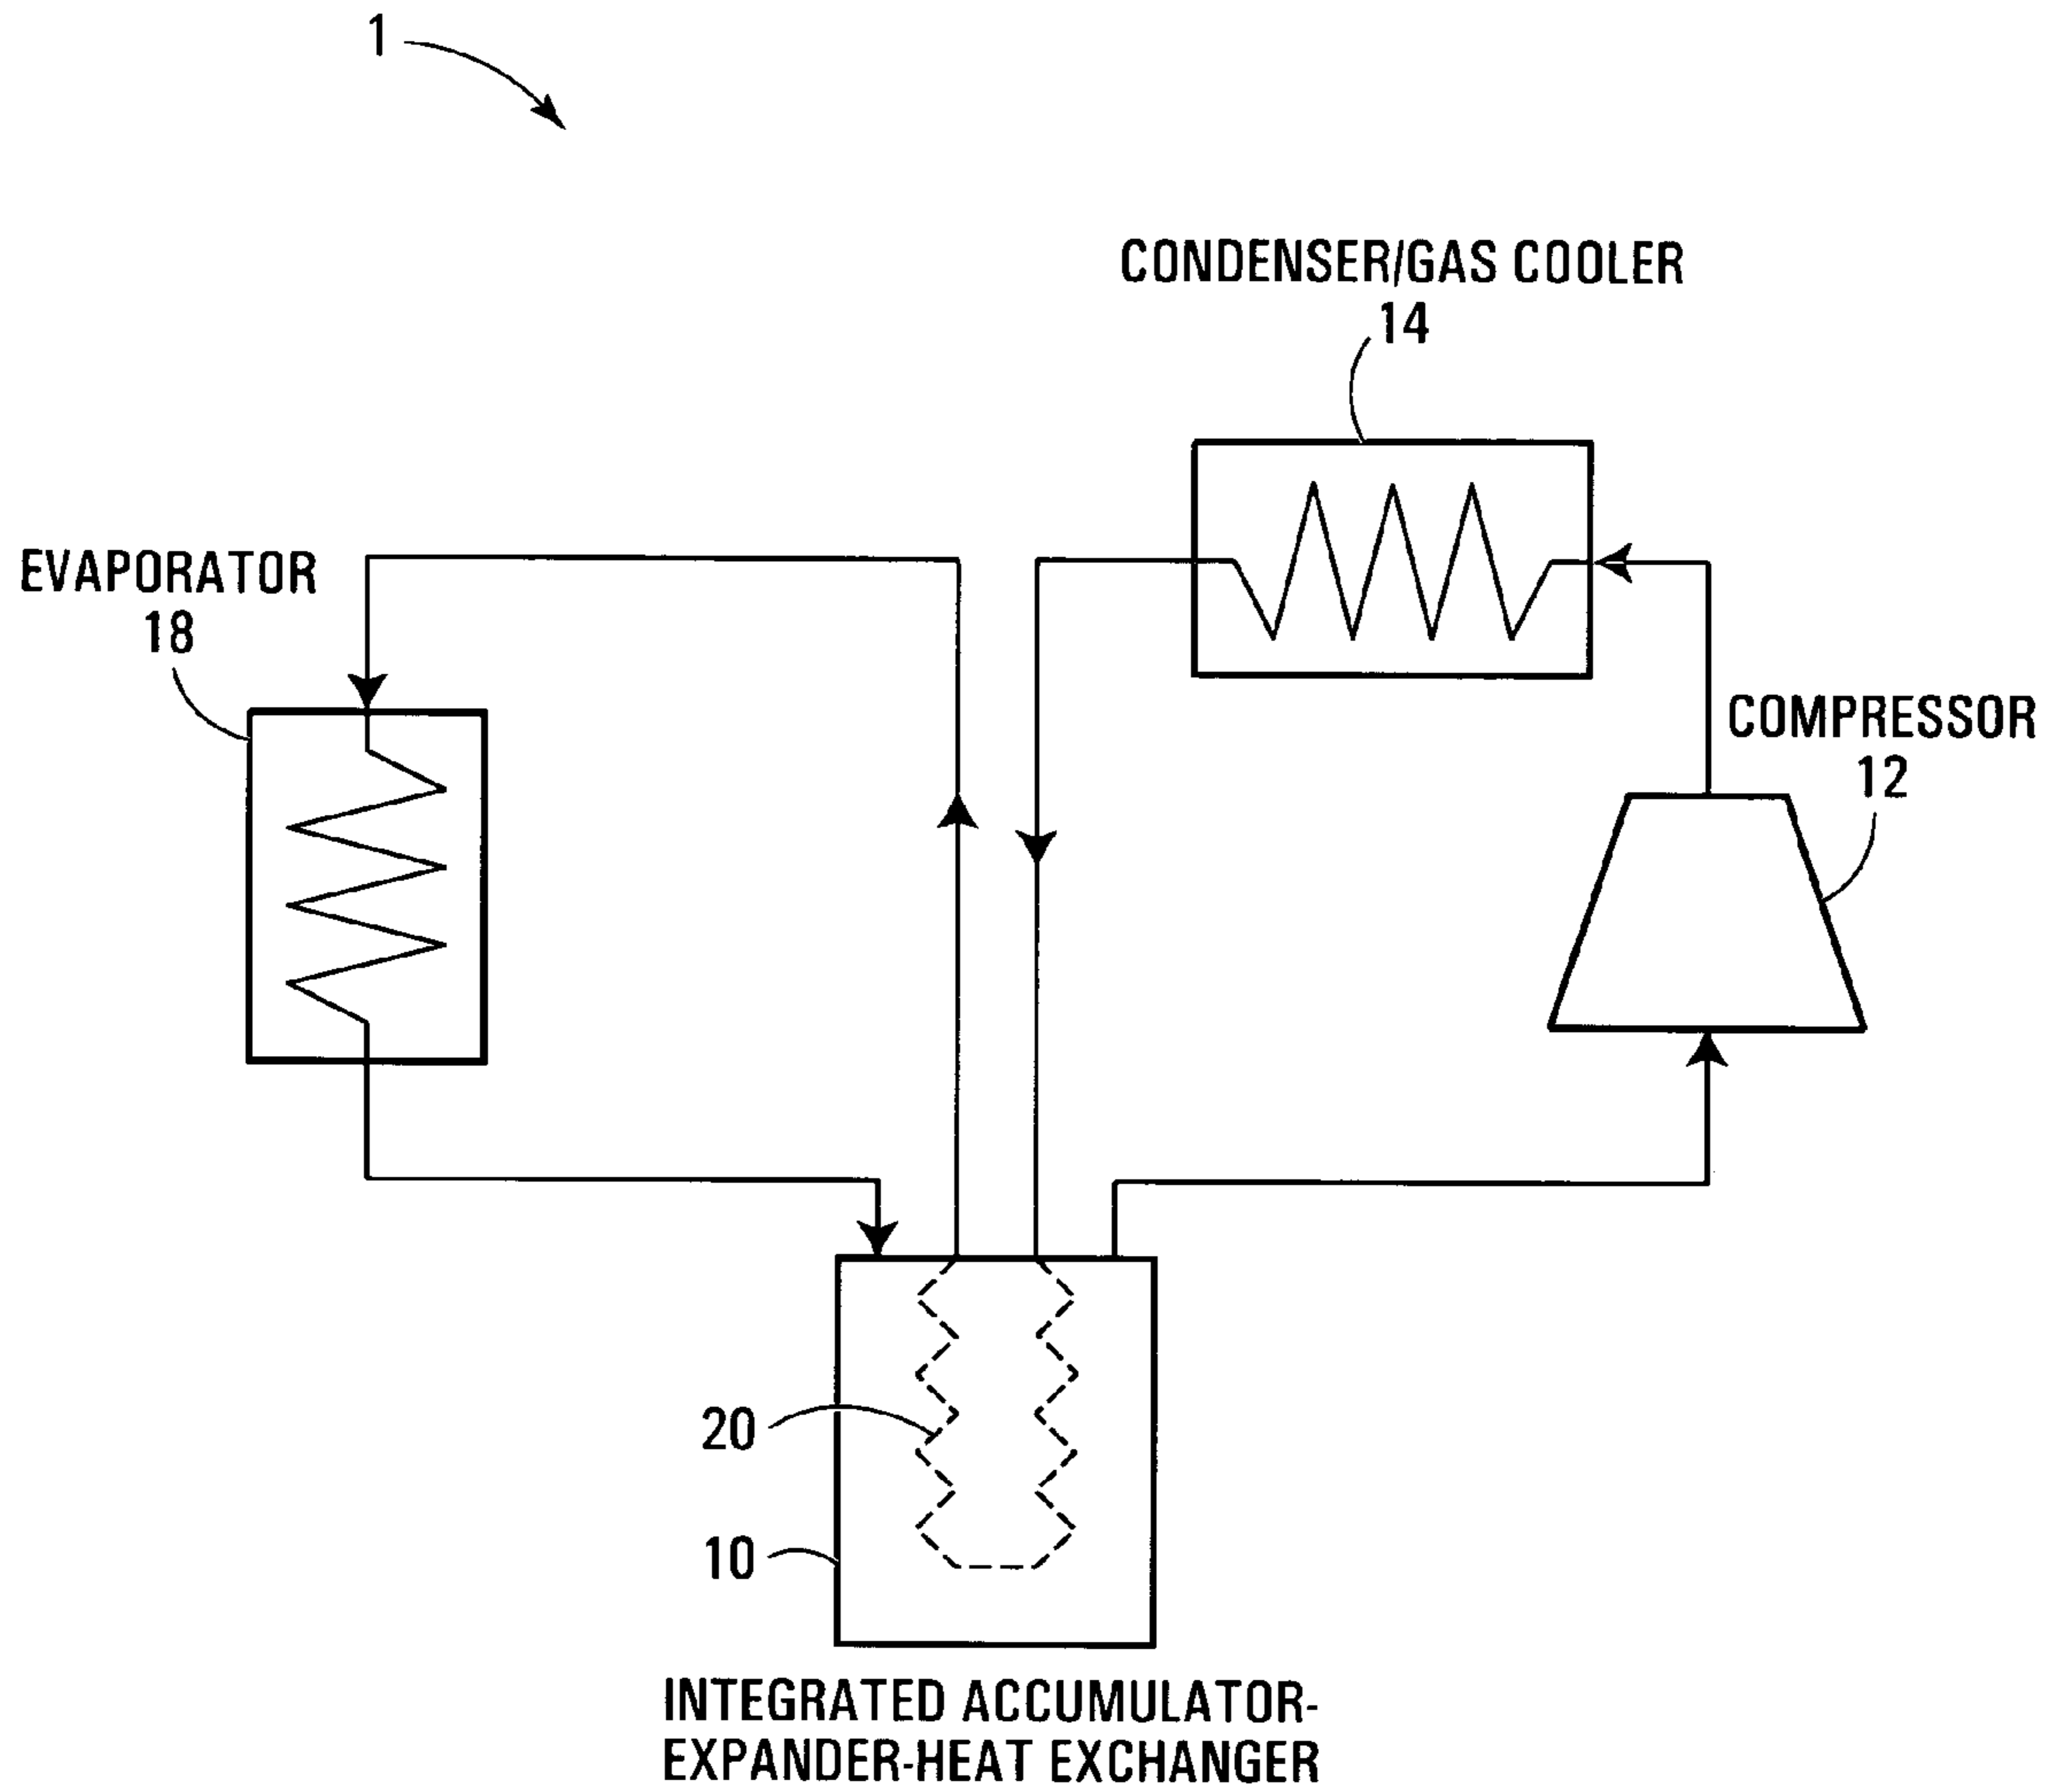 1
CONDENSER/GAS COOLER
14
EVAPORATOR
18
COMPRESSOR
12
20
10
INTEGRATED ACCUMULATOR-
EXPANDER-HEAT EXCHANGER